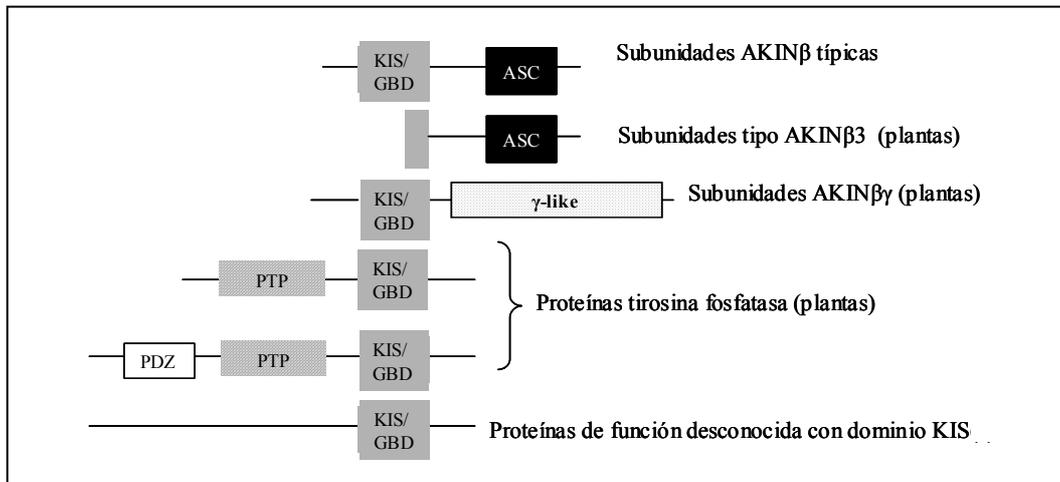 KIS/
GBD
ASC
Subunidades AKINβ típicas
ASC
Subunidades tipo AKINβ3 (plantas)
KIS/
GBD
γ-like
Subunidades AKINβγ (plantas)
PTP
KIS/
GBD
Proteínas tirosina fosfatasa (plantas)
PDZ
PTP
KIS/
GBD
KIS/
GBD
Proteínas de función desconocida con dominio KIS